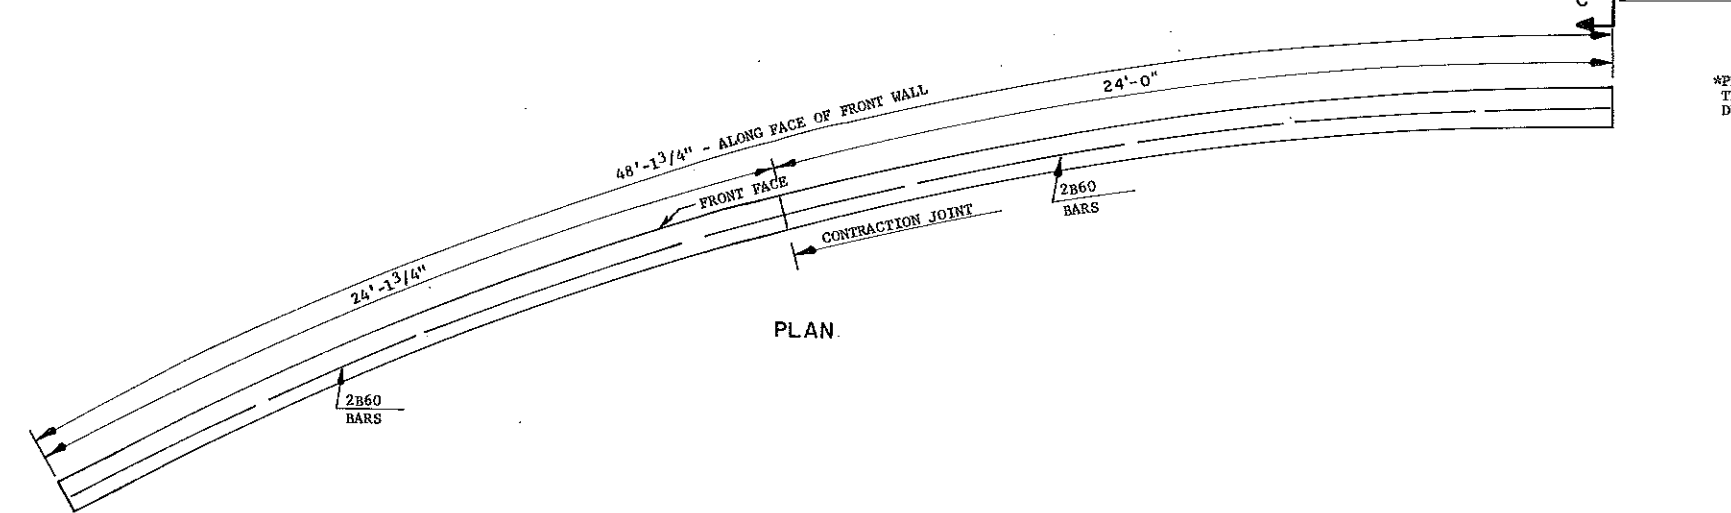 C
48'-1 3/4" ~ ALONG FACE OF FRONT WALL
24'-0"
*P
T
D
FRONT FACE
2B60
BARS
CONTRACTION JOINT
24'-1 3/4"
PLAN
2B60
BARS